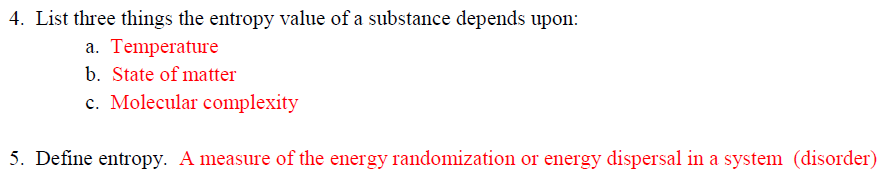 4. List three things the entropy value of a substance depends upon:
a. Temperature
b. State of matter
c. Molecular complexity
5. Define entropy. A measure of the energy randomization or energy dispersal in a system (disorder)